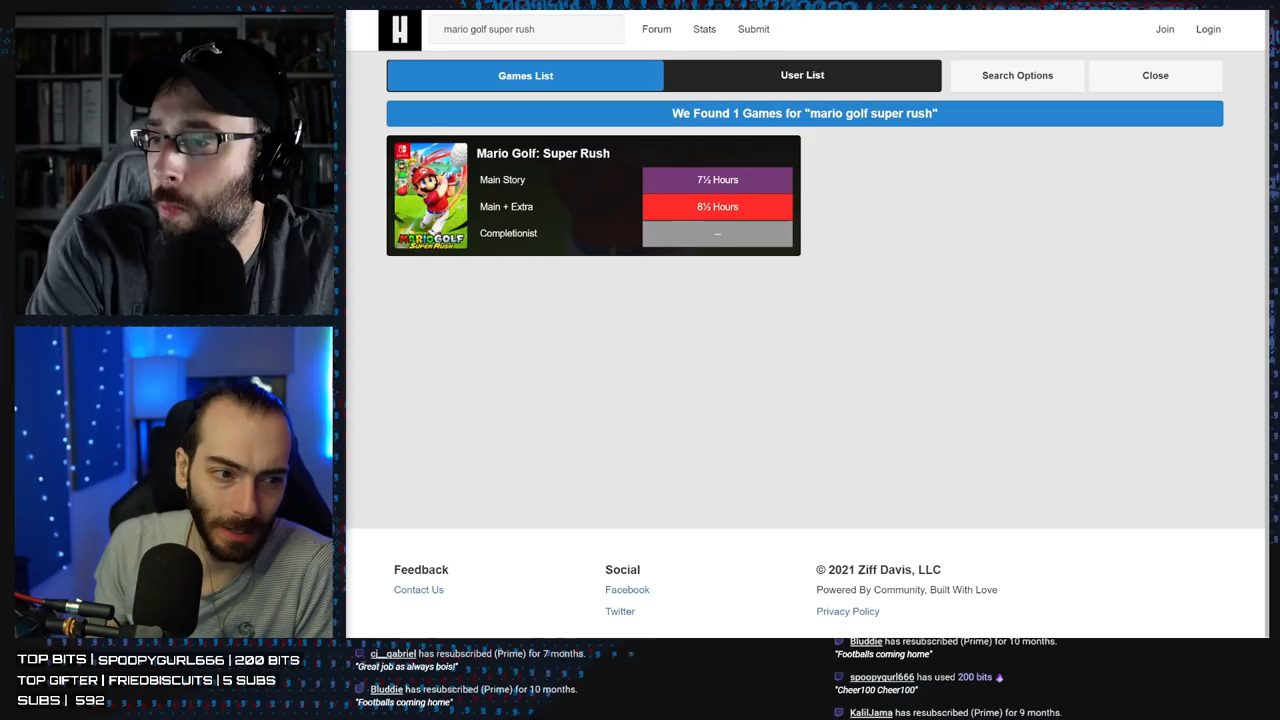 H
mario golf super rush
Forum
Stats
Submit
Join
Login
Games List
User List
Search Options
Close
We Found 1 Games for "mario golf super rush"
Mario Golf: Super Rush
Main Story
7½ Hours
Main + Extra
8½ Hours
Completionist
--
MARIO GOLF
SUPER RUSH
Feedback
Contact Us
Social
Facebook
Twitter
© 2021 Ziff Davis, LLC
Powered By Community, Built With Love
Privacy Policy
TOP BITS | SPOOPYGURL666 | 200 BITS
TOP GIFTER | FRIEDBISCUITS | 5 SUBS
SUBS | 592
ci__gabriel has resubscribed (Prime) for 7 months.
"Great job as always bois!"
Bluddie has resubscribed (Prime) for 10 months.
"Footballs coming home"
Bluddie has resubscribed (Prime) for 10 months.
"Footballs coming home"
spoopygurl666 has used 200 bits
"Cheer100 Cheer100"
KalilJama has resubscribed (Prime) for 9 months.